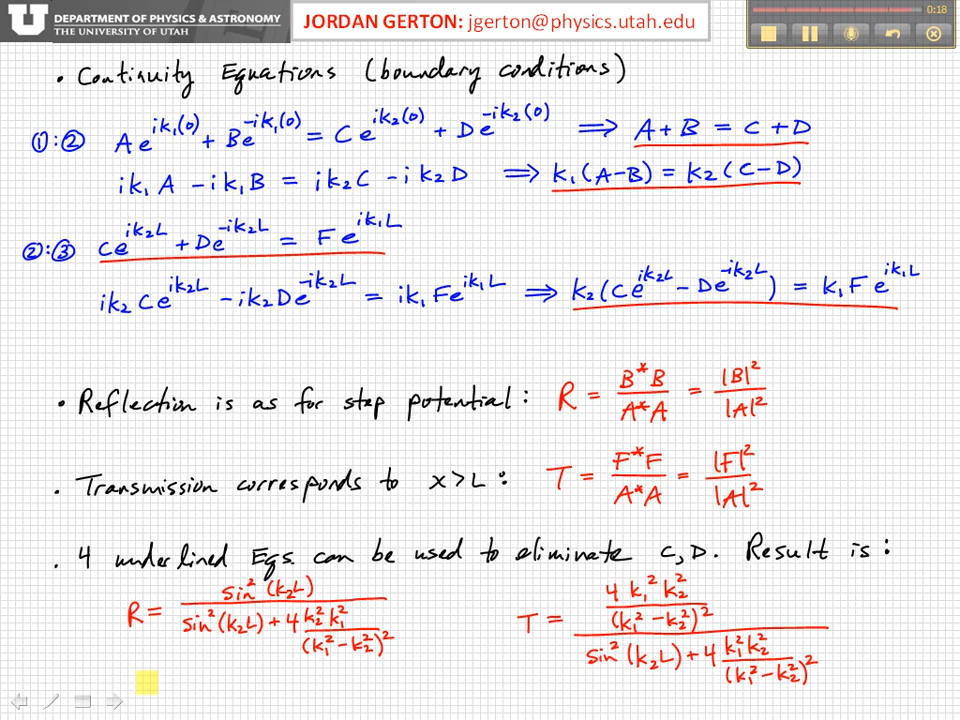 U DEPARTMENT OF PHYSICS & ASTRONOMY
THE UNIVERSITY OF UTAH
JORDAN GERTON: jgerton@physics.utah.edu
0:18
• Continuity Equations (boundary conditions)
①:② Ae^{ik₁(0)} + Be^{-ik₁(0)} = Ce^{ik₂(0)} + De^{-ik₂(0)} ⟹ A + B = C + D
ik₁A - ik₁B = ik₂C - ik₂D ⟹ k₁(A-B) = k₂(C-D)
②:③ Ce^{ik₂L} + De^{-ik₂L} = Fe^{ik₁L}
ik₂Ce^{ik₂L} - ik₂De^{-ik₂L} = ik₁Fe^{ik₁L} ⟹ k₂(Ce^{ik₂L} - De^{-ik₂L}) = k₁Fe^{ik₁L}
• Reflection is as for step potential: R = B*B / A*A = |B|² / |A|²
• Transmission corresponds to x>L: T = F*F / A*A = |F|² / |A|²
• 4 underlined Eqs. can be used to eliminate C,D. Result is:
R = sin²(k₂L) / (sin²(k₂L) + 4 k₂²k₁² / (k₁² - k₂²)²) T = (4k₁²k₂² / (k₁² - k₂²)²) / (sin²(k₂L) + 4 k₁²k₂² / (k₁² - k₂²)²)